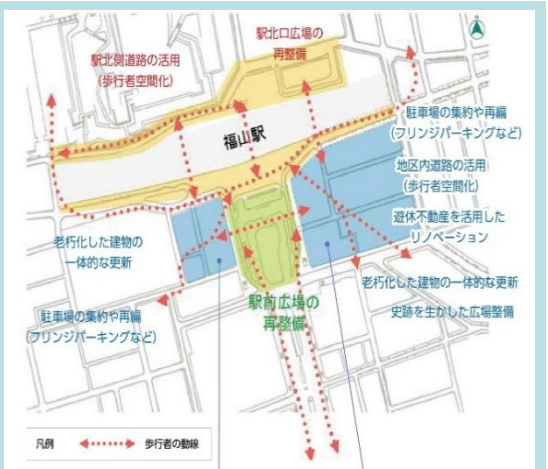 駅北口広場の
再整備
駅北側道路の活用
(歩行者空間化)
福山駅
駐車場の集約や再編
(フリンジパーキングなど)
地区内道路の活用
(歩行者空間化)
遊休不動産を活用した
リノベーション
老朽化した建物の
一体的な更新
老朽化した建物の一体的な更新
史跡を生かした広場整備
駅前広場の
再整備
駐車場の集約や再編
(フリンジパーキングなど)
凡例 歩行者の動線